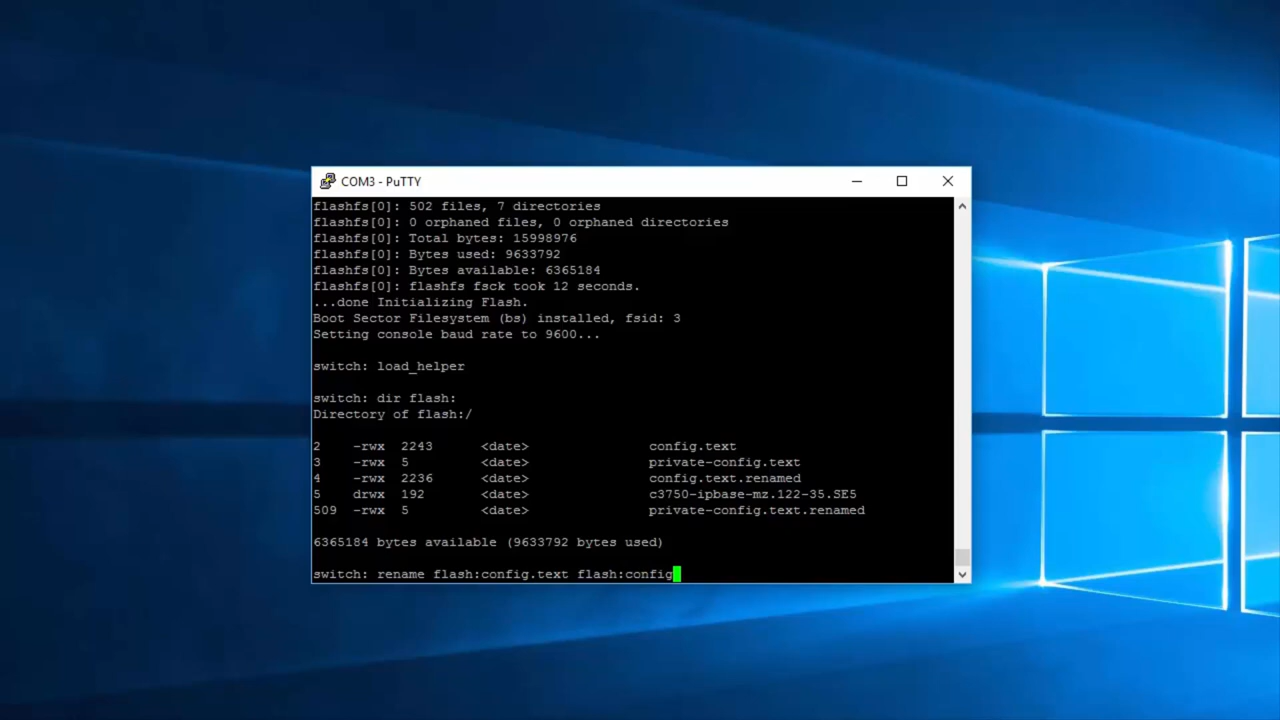 COM3 - PuTTY
flashfs[0]: 502 files, 7 directories
flashfs[0]: 0 orphaned files, 0 orphaned directories
flashfs[0]: Total bytes: 15998976
flashfs[0]: Bytes used: 9633792
flashfs[0]: Bytes available: 6365184
flashfs[0]: flashfs fsck took 12 seconds.
...done Initializing Flash.
Boot Sector Filesystem (bs) installed, fsid: 3
Setting console baud rate to 9600...
switch: load_helper
switch: dir flash:
Directory of flash:/
2 -rwx 2243 <date> config.text
3 -rwx 5 <date> private-config.text
4 -rwx 2236 <date> config.text.renamed
5 drwx 192 <date> c3750-ipbase-mz.122-35.SE5
509 -rwx 5 <date> private-config.text.renamed
6365184 bytes available (9633792 bytes used)
switch: rename flash:config.text flash:config